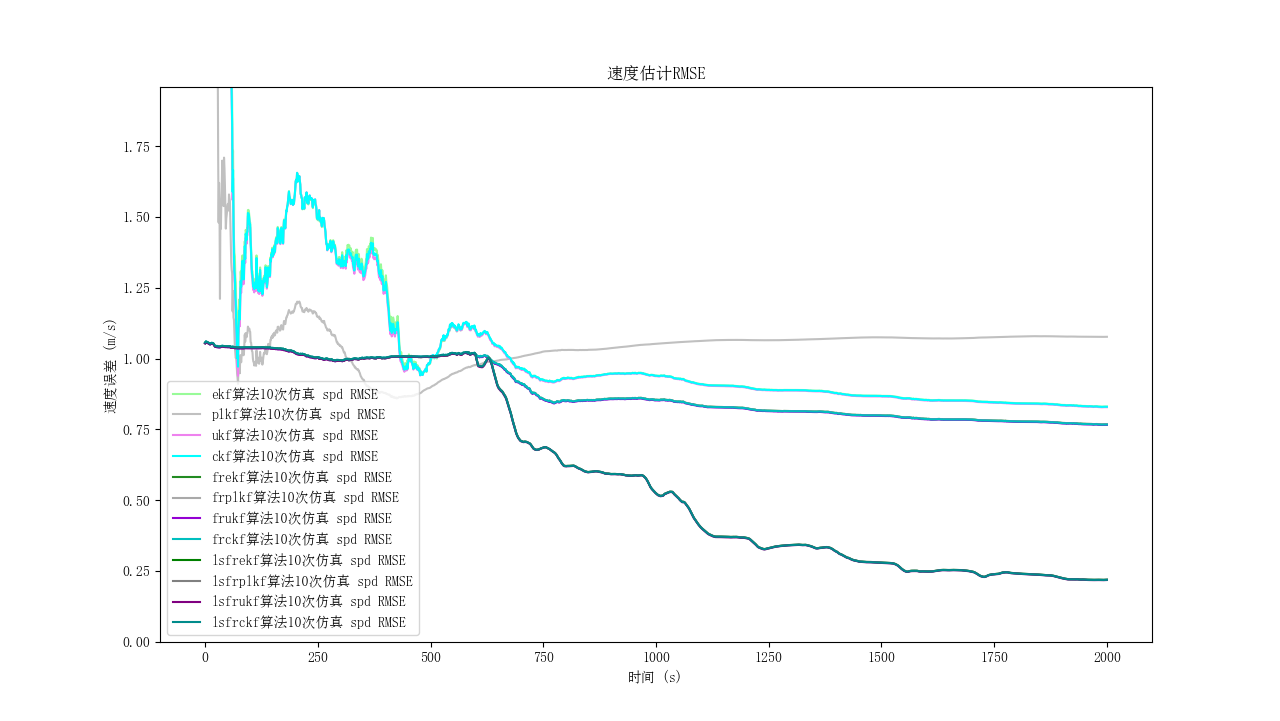 速度估计RMSE
速度误差 (m/s)
1.75
1.50
1.25
1.00
0.75
0.50
0.25
0.00
ekf算法10次仿真 spd RMSE
plkf算法10次仿真 spd RMSE
ukf算法10次仿真 spd RMSE
ckf算法10次仿真 spd RMSE
frekf算法10次仿真 spd RMSE
frplkf算法10次仿真 spd RMSE
frukf算法10次仿真 spd RMSE
frckf算法10次仿真 spd RMSE
lsfrekf算法10次仿真 spd RMSE
lsfrplkf算法10次仿真 spd RMSE
lsfrukf算法10次仿真 spd RMSE
lsfrckf算法10次仿真 spd RMSE
0 250 500 750 1000 1250 1500 1750 2000
时间 (s)